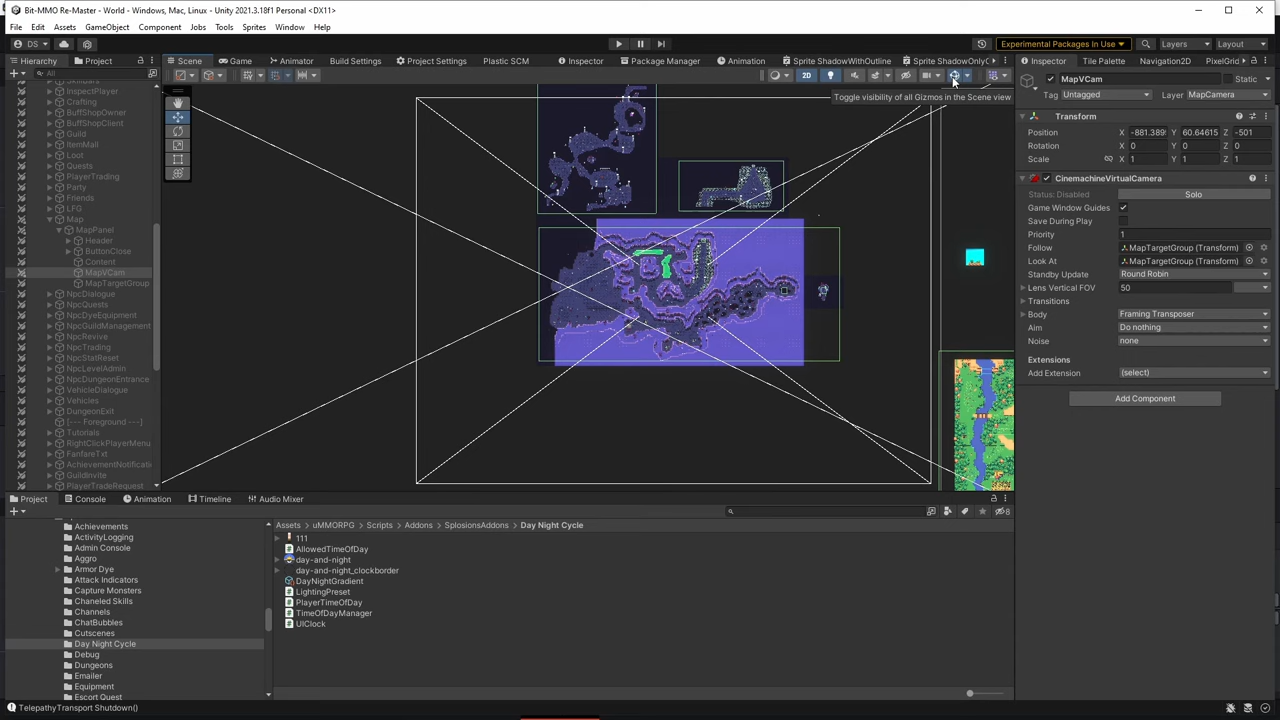 Bit-MMO Re-Master - World - Windows, Mac, Linux - Unity 2021.3.18f1 Personal <DX11>
File Edit Assets GameObject Component Jobs Tools Sprites Window Help
DS Experimental Packages In Use Layers Layout
Hierarchy Project Scene Game Animator Build Settings Project Settings Plastic SCM Inspector Package Manager Animation Sprite ShadowWithOutline Sprite ShadowOnlyO Inspector Tile Palette Navigation2D PixelGrid
All
2D
Toggle visibility of all Gizmos in the Scene view
SkillBars
InspectPlayer
Crafting
BuffShopOwner
BuffShopClient
Guild
ItemMall
Loot
Quests
PlayerTrading
Party
Friends
LFG
Map
MapPanel
Header
ButtonClose
Content
MapVCam
MapTargetGroup
NpcDialogue
NpcQuests
NpcDyeEquipment
NpcGuildManagement
NpcRevive
NpcTrading
NpcStatReset
NpcLevelAdmin
NpcDungeonEntrance
VehicleDialogue
Vehicles
DungeonExit
[--- Foreground ---]
Tutorials
RightClickPlayerMenu
FanfareTxt
AchievementNotificati
GuildInvite
PlayerTradeRequest
MapVCam Static
Tag Untagged Layer MapCamera
Transform
Position X -881.389 Y 60.64615 Z -501
Rotation X 0 Y 0 Z 0
Scale X 1 Y 1 Z 1
CinemachineVirtualCamera
Status: Disabled Solo
Game Window Guides
Save During Play
Priority 1
Follow MapTargetGroup (Transform)
Look At MapTargetGroup (Transform)
Standby Update Round Robin
Lens Vertical FOV 50
Transitions
Body Framing Transposer
Aim Do nothing
Noise none
Extensions
Add Extension (select)
Add Component
Project Console Animation Timeline Audio Mixer
8
Achievements
ActivityLogging
Admin Console
Aggro
Armor Dye
Attack Indicators
Capture Monsters
Chaneled Skills
Channels
ChatBubbles
Cutscenes
Day Night Cycle
Debug
Dungeons
Emailer
Equipment
Escort Quest
Assets > uMMORPG > Scripts > Addons > SplosionsAddons > Day Night Cycle
111
AllowedTimeOfDay
day-and-night
day-and-night_clockborder
DayNightGradient
LightingPreset
PlayerTimeOfDay
TimeOfDayManager
UIClock
TelepathyTransport Shutdown()